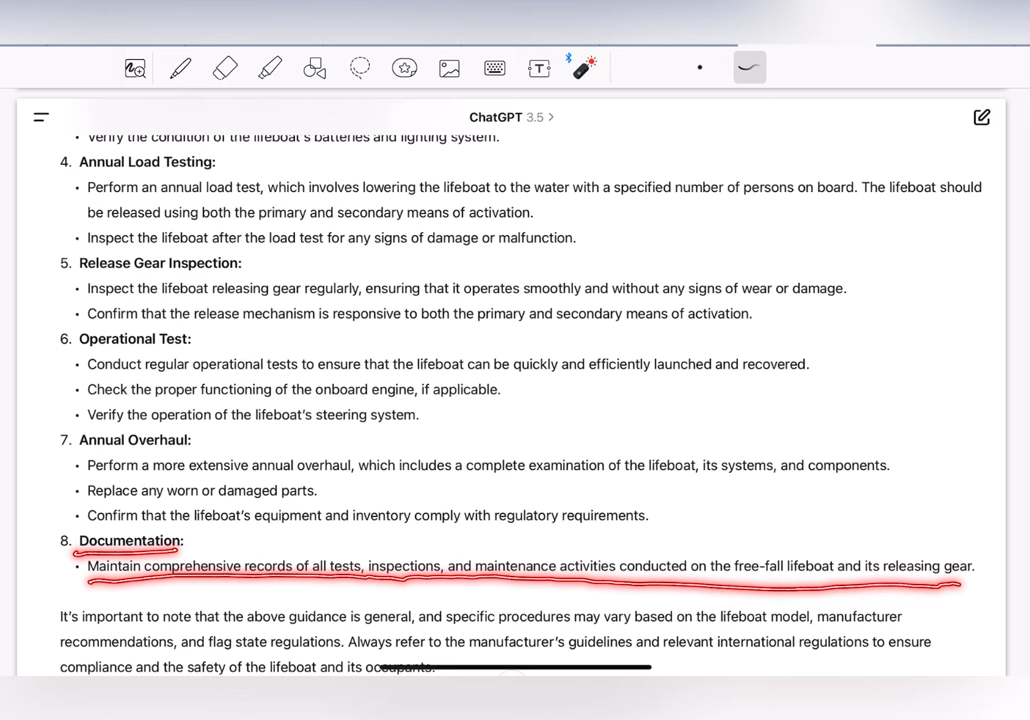 ChatGPT 3.5 >
• Verify the condition of the lifeboat's batteries and lighting system.
4. Annual Load Testing:
• Perform an annual load test, which involves lowering the lifeboat to the water with a specified number of persons on board. The lifeboat should
be released using both the primary and secondary means of activation.
• Inspect the lifeboat after the load test for any signs of damage or malfunction.
5. Release Gear Inspection:
• Inspect the lifeboat releasing gear regularly, ensuring that it operates smoothly and without any signs of wear or damage.
• Confirm that the release mechanism is responsive to both the primary and secondary means of activation.
6. Operational Test:
• Conduct regular operational tests to ensure that the lifeboat can be quickly and efficiently launched and recovered.
• Check the proper functioning of the onboard engine, if applicable.
• Verify the operation of the lifeboat's steering system.
7. Annual Overhaul:
• Perform a more extensive annual overhaul, which includes a complete examination of the lifeboat, its systems, and components.
• Replace any worn or damaged parts.
• Confirm that the lifeboat's equipment and inventory comply with regulatory requirements.
8. Documentation:
• Maintain comprehensive records of all tests, inspections, and maintenance activities conducted on the free-fall lifeboat and its releasing gear.
It's important to note that the above guidance is general, and specific procedures may vary based on the lifeboat model, manufacturer
recommendations, and flag state regulations. Always refer to the manufacturer's guidelines and relevant international regulations to ensure
compliance and the safety of the lifeboat and its occupants.